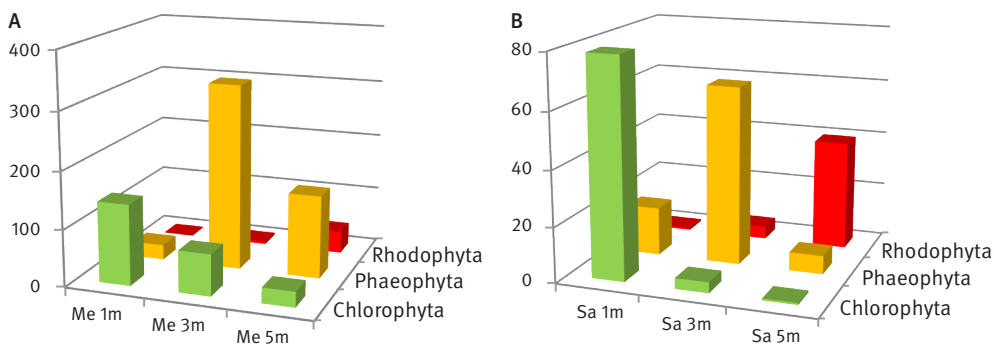 A
400
300
200
100
0
Me 1m
Me 3m
Me 5m
Rhodophyta
Phaeophyta
Chlorophyta
B
80
60
40
20
0
Sa 1m
Sa 3m
Sa 5m
Rhodophyta
Phaeophyta
Chlorophyta